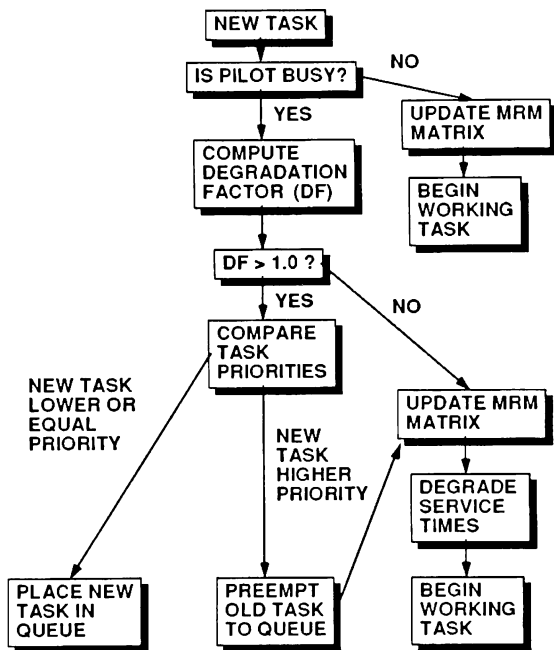 NEW TASK
IS PILOT BUSY?
NO
YES
UPDATE MRM
MATRIX
COMPUTE
DEGRADATION
FACTOR (DF)
BEGIN
WORKING
TASK
DF > 1.0 ?
YES
NO
COMPARE
TASK
PRIORITIES
NEW TASK
LOWER OR
EQUAL
PRIORITY
NEW
TASK
HIGHER
PRIORITY
UPDATE MRM
MATRIX
DEGRADE
SERVICE
TIMES
PLACE NEW
TASK IN
QUEUE
PREEMPT
OLD TASK
TO QUEUE
BEGIN
WORKING
TASK